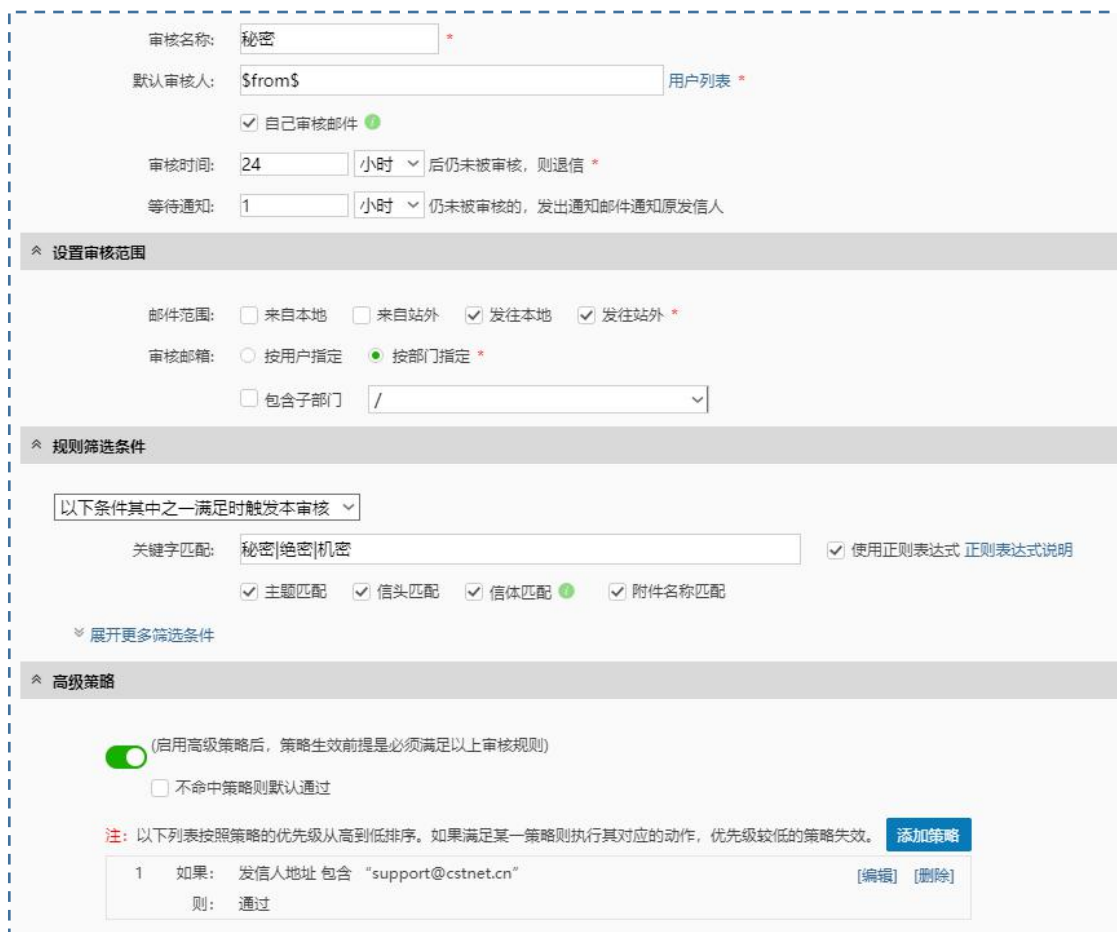 审核名称: 秘密 *
默认审核人: $from$ 用户列表 *
自己审核邮件
审核时间: 24 小时 后仍未被审核，则退信 *
等待通知: 1 小时 仍未被审核的，发出通知邮件通知原发信人
设置审核范围
邮件范围: 来自本地 来自站外 发往本地 发往站外 *
审核邮箱: 按用户指定 按部门指定 *
包含子部门 /
规则筛选条件
以下条件其中之一满足时触发本审核
关键字匹配: 秘密|绝密|机密 使用正则表达式 正则表达式说明
主题匹配 信头匹配 信体匹配 附件名称匹配
展开更多筛选条件
高级策略
(启用高级策略后，策略生效前提是必须满足以上审核规则)
不命中策略则默认通过
注：以下列表按照策略的优先级从高到低排序。如果满足某一策略则执行其对应的动作，优先级较低的策略失效。 添加策略
1 如果： 发信人地址 包含 “support@cstnet.cn” [编辑] [删除]
则： 通过